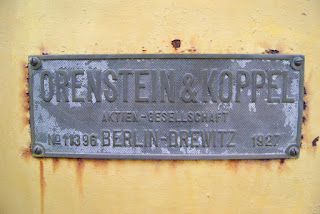 ORENSTEIN & KOPPEL
AKTIEN-GESELLSCHAFT
No 11396 BERLIN-DREWITZ 1927